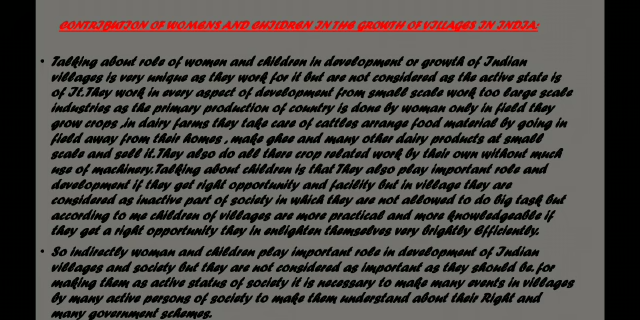 CONTRIBUTION OF WOMENS AND CHILDREN IN THE GROWTH OF VILLAGES IN INDIA:
• Talking about role of women and children in development or growth of Indian
villages is very unique as they work for it but are not considered as the active state is
of It.They work in every aspect of development from small scale work too large scale
industries as the primary production of country is done by woman only in field they
grow crops ,in dairy farms they take care of cattles arrange food material by going in
field away from their homes , make ghee and many other dairy products at small
scale and sell it.They also do all there crop related work by their own without much
use of machinery.Talking about children is that They also play important role and
development if they get right opportunity and facility but in village they are
considered as inactive part of society in which they are not allowed to do big task but
according to me children of villages are more practical and more knowledgeable if
they get a right opportunity they in enlighten themselves very brightly Efficiently.
• So indirectly woman and children play important role in development of Indian
villages and society but they are not considered as important as they should be.for
making them as active status of society it is necessary to make many events in villages
by many active persons of society to make them understand about their Right and
many government schemes.